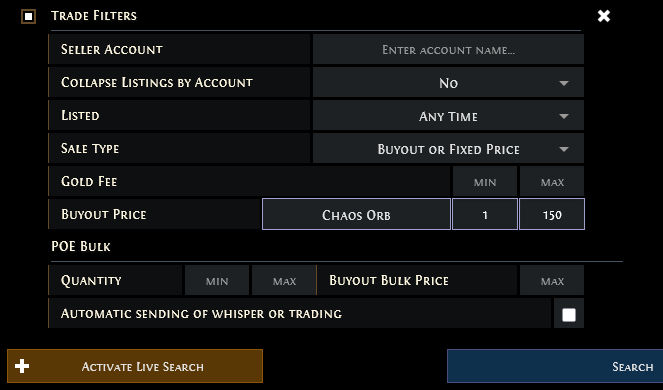 Trade Filters
Seller Account Enter account name...
Collapse Listings by Account No
Listed Any Time
Sale Type Buyout or Fixed Price
Gold Fee min max
Buyout Price Chaos Orb 1 150
POE Bulk
Quantity min max Buyout Bulk Price max
Automatic sending of whisper or trading
Activate Live Search Search